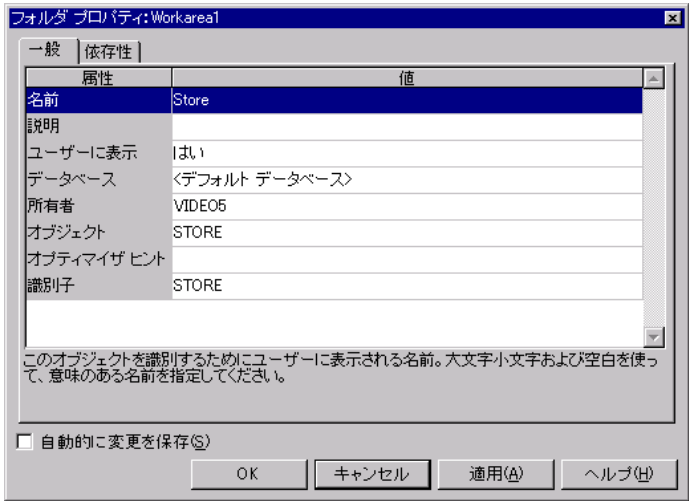 フォルダ プロパティ:Workarea1
一般 依存性
属性 値
名前 Store
説明
ユーザーに表示 はい
データベース <デフォルト データベース>
所有者 VIDEO5
オブジェクト STORE
オプティマイザ ヒント
識別子 STORE
このオブジェクトを識別するためにユーザーに表示される名前。大文字小文字および空白を使っ
て、意味のある名前を指定してください。
自動的に変更を保存(S)
OK キャンセル 適用(A) ヘルプ(H)